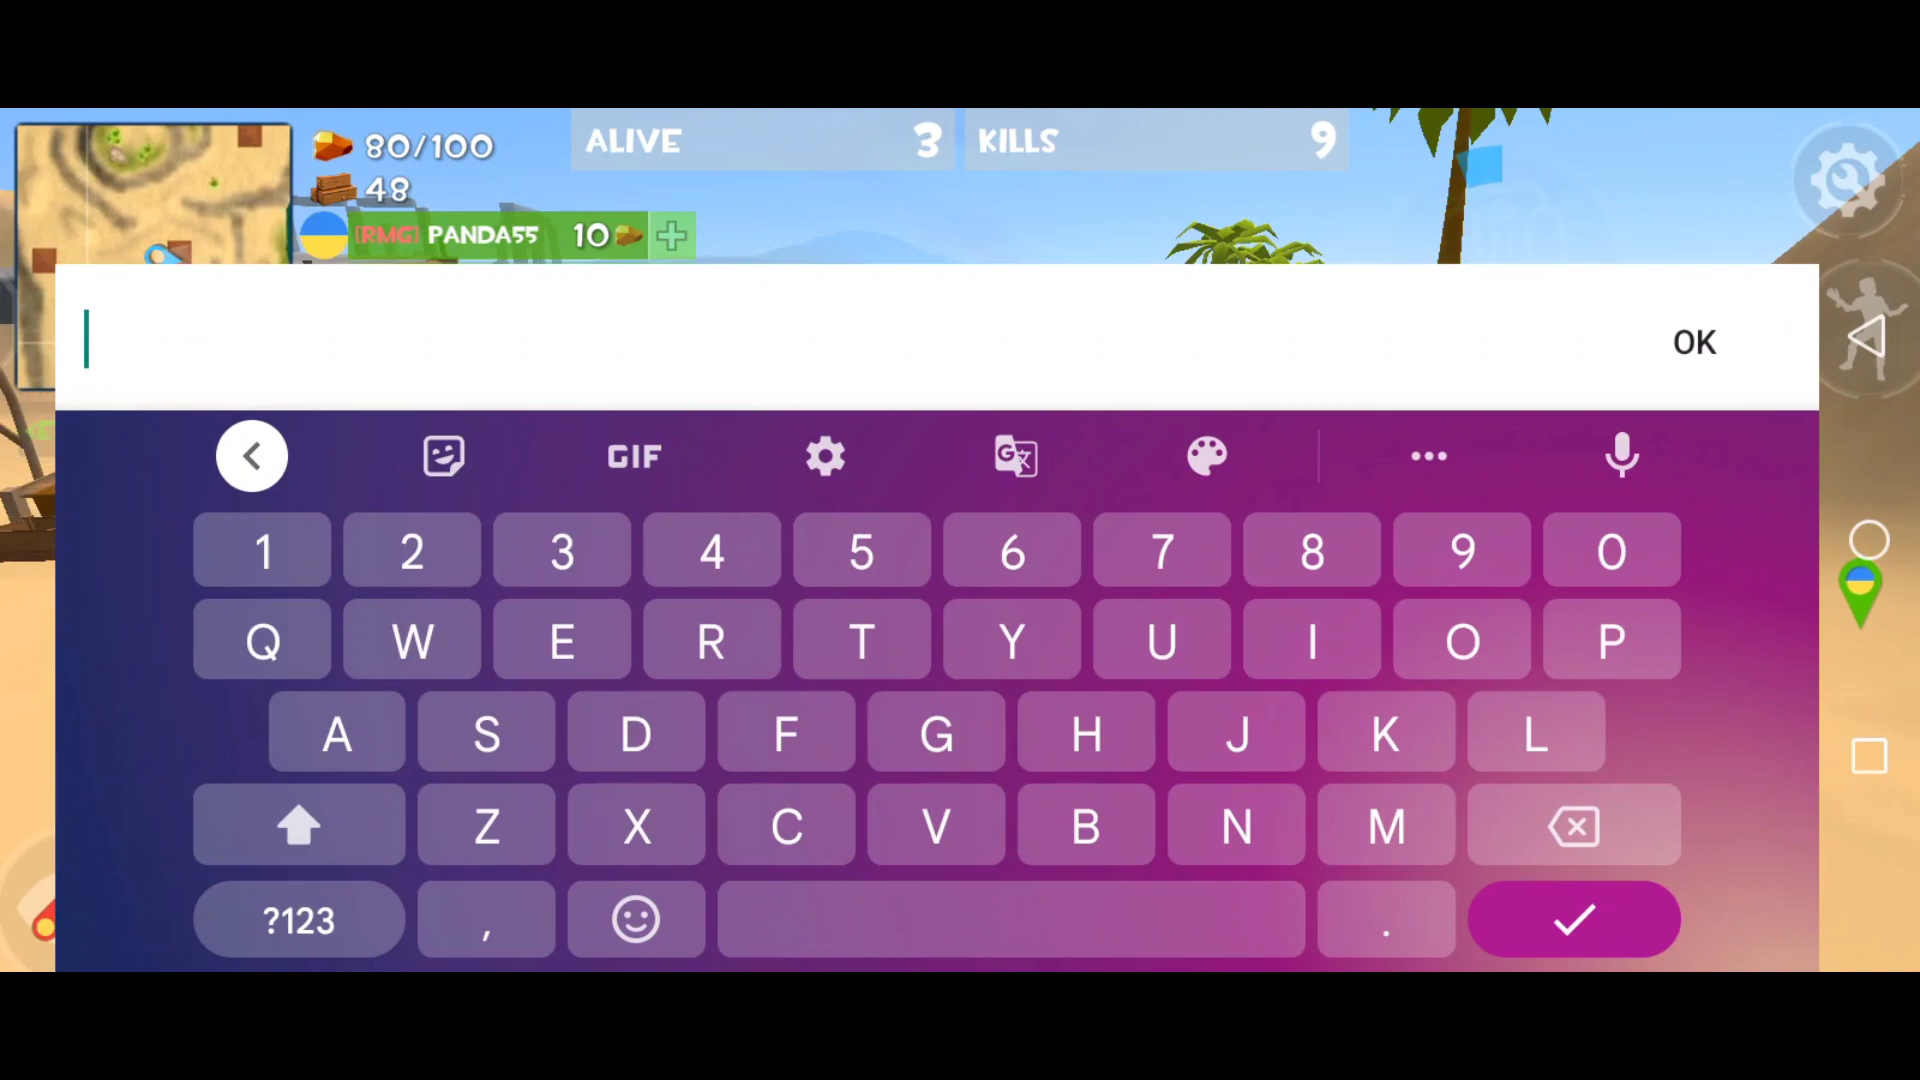 80/100
ALIVE 3 KILLS 9
48
[RMG] PANDA55 10
OK
GIF
1 2 3 4 5 6 7 8 9 0
Q W E R T Y U I O P
A S D F G H J K L
Z X C V B N M
?123 , .